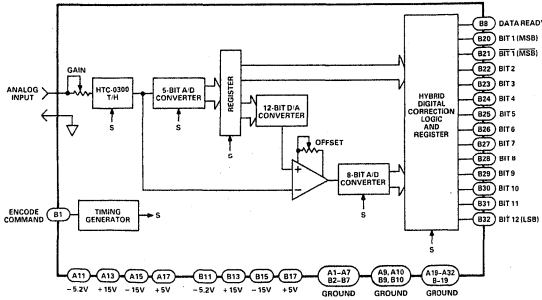 B8 DATA READY
B20 BIT 1 (MSB)
B21 BIT 1 (MSB)
B22 BIT 2
B23 BIT 3
B24 BIT 4
B25 BIT 5
B26 BIT 6
B27 BIT 7
B28 BIT 8
B29 BIT 9
B30 BIT 10
B31 BIT 11
B32 BIT 12 (LSB)
ANALOG
INPUT
GAIN
HTC-0300
T/H
S
5-BIT A/D
CONVERTER
S
REGISTER
S
12-BIT D/A
CONVERTER
OFFSET
+
−
8-BIT A/D
CONVERTER
S
HYBRID
DIGITAL
CORRECTION
LOGIC
AND
REGISTER
S
ENCODE
COMMAND
B1
TIMING
GENERATOR
S
A11 A13 A15 A17 B11 B13 B15 B17 A1–A7 A9, A10 A19–A32
B2–B7 B9, B10 B–19
−5.2V +15V −15V +5V −5.2V +15V −15V +5V GROUND GROUND GROUND